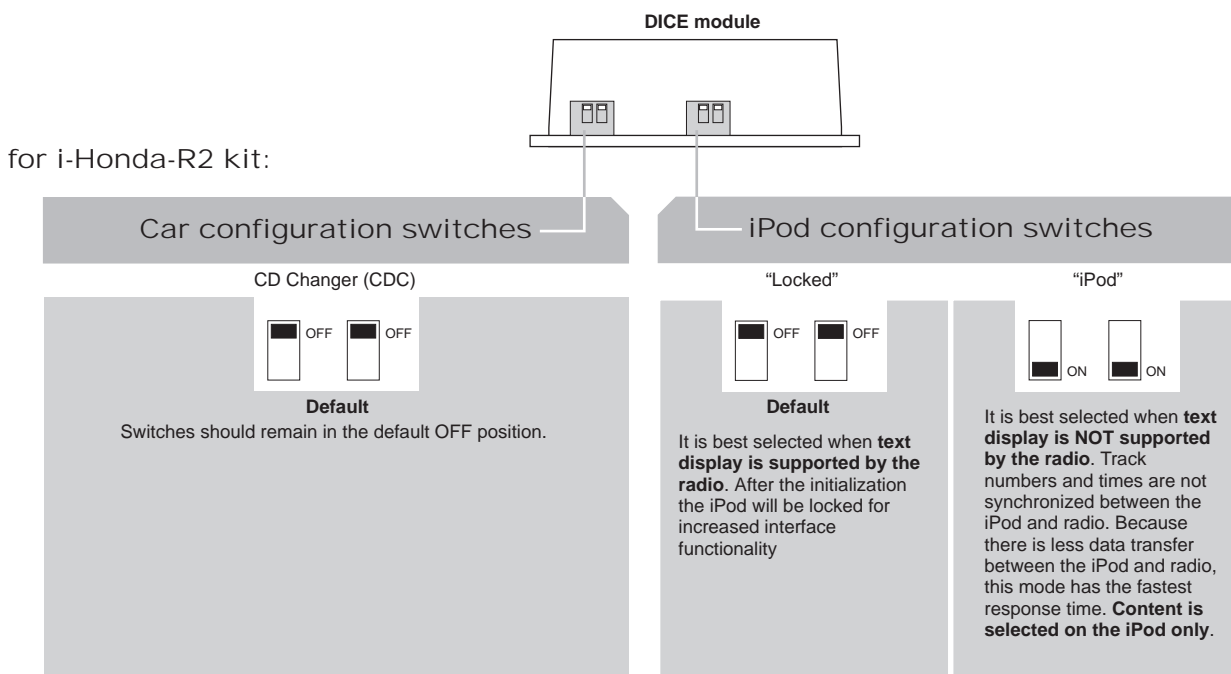 DICE module
for i-Honda-R2 kit:
Car configuration switches
CD Changer (CDC)
OFF OFF
Default
Switches should remain in the default OFF position.
iPod configuration switches
“Locked”
OFF OFF
Default
It is best selected when text
display is supported by the
radio. After the initialization
the iPod will be locked for
increased interface
functionality
“iPod”
ON ON
It is best selected when text
display is NOT supported
by the radio. Track
numbers and times are not
synchronized between the
iPod and radio. Because
there is less data transfer
between the iPod and radio,
this mode has the fastest
response time. Content is
selected on the iPod only.